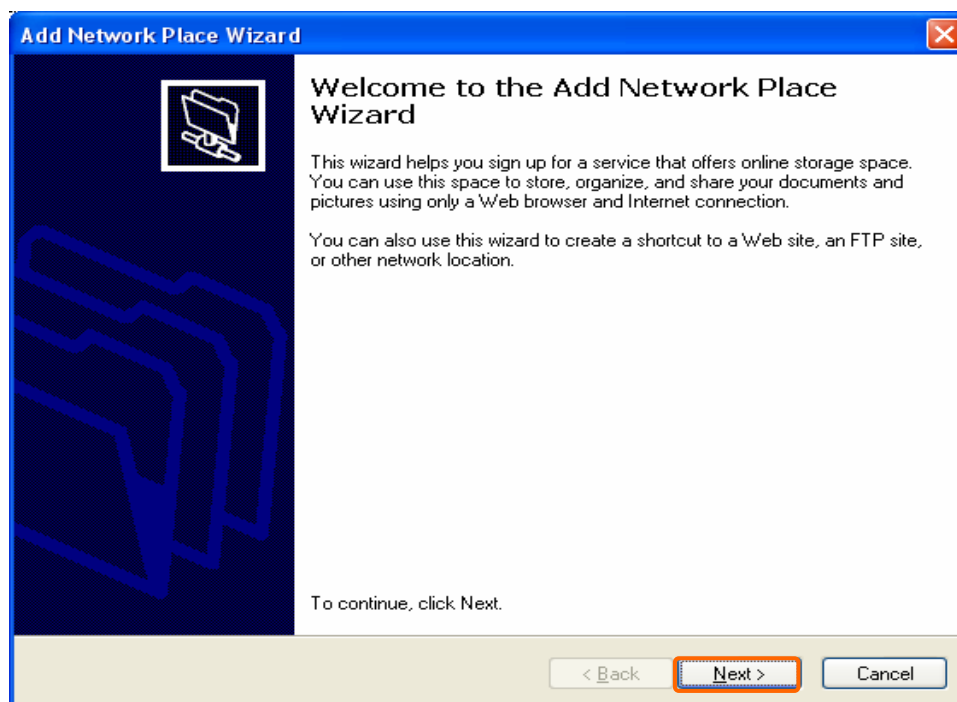 Add Network Place Wizard
Welcome to the Add Network Place
Wizard
This wizard helps you sign up for a service that offers online storage space.
You can use this space to store, organize, and share your documents and
pictures using only a Web browser and Internet connection.
You can also use this wizard to create a shortcut to a Web site, an FTP site,
or other network location.
To continue, click Next.
< Back Next > Cancel